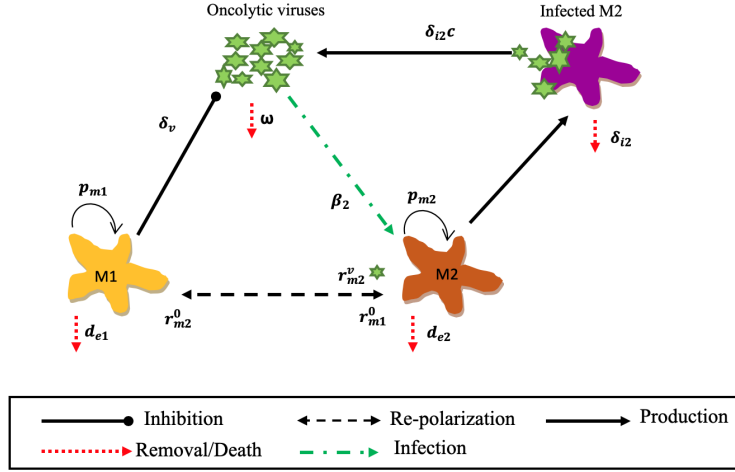 Oncolytic viruses
Infected M2
δᵢ₂c
δᵥ
ω
δᵢ₂
β₂
pₘ₁
pₘ₂
M1
M2
rᵛₘ₂
r⁰ₘ₂
r⁰ₘ₁
dₑ₁
dₑ₂
Inhibition
Re-polarization
Production
Removal/Death
Infection